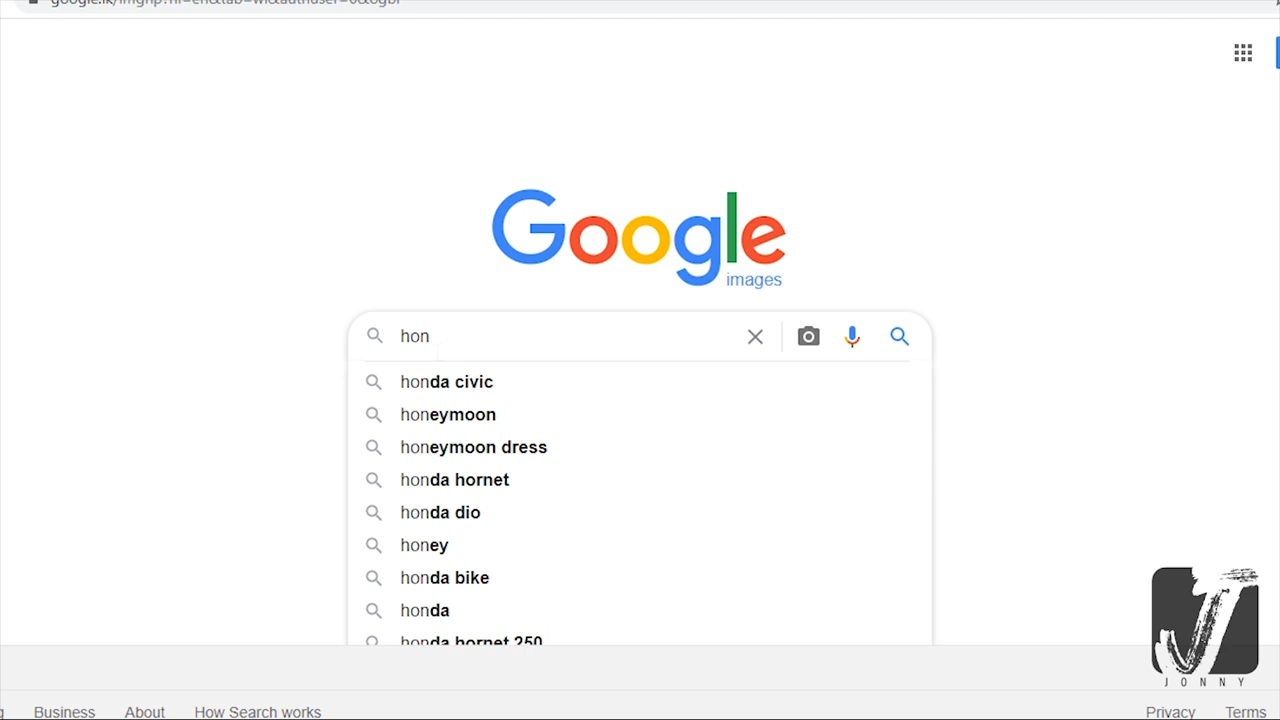 Google
images
hon
honda civic
honeymoon
honeymoon dress
honda hornet
honda dio
honey
honda bike
honda
honda hornet 250
J
JONNY
Business About How Search works
Privacy Terms